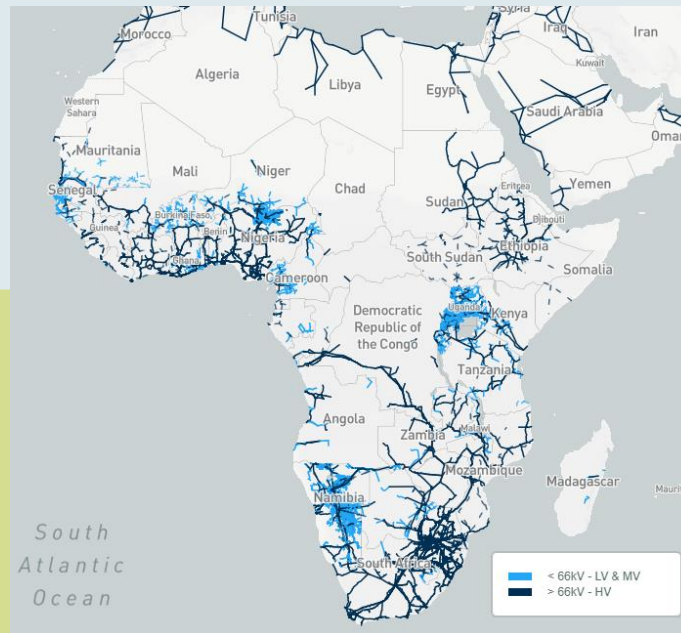 Syria
Tunisia
Morocco
Iraq
Iran
Algeria
Libya
Egypt
Kuwait
Western
Sahara
Saudi Arabia
Oman
Mauritania
Mali
Niger
Chad
Sudan
Eritrea
Yemen
Senegal
Burkina Faso
Djibouti
Guinea
Benin
Nigeria
Ethiopia
Ghana
South Sudan
Somalia
Cameroon
Uganda
Kenya
Democratic
Republic of
the Congo
Tanzania
Angola
Zambia
Malawi
Mozambique
Madagascar
Namibia
South
Atlantic
Ocean
South Africa
< 66kV - LV & MV
> 66kV - HV